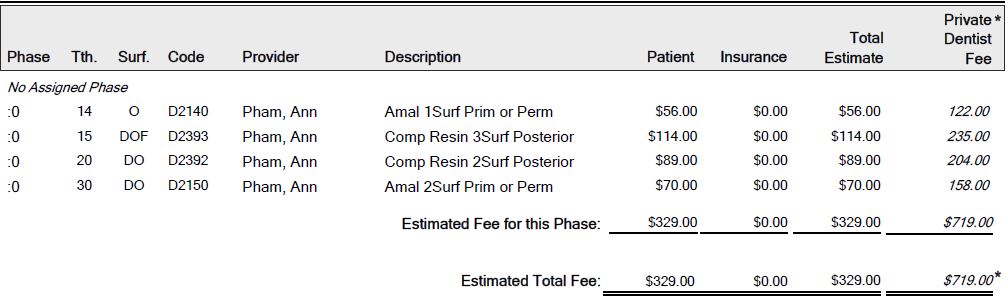 Phase Tth. Surf. Code Provider Description Patient Insurance Total Estimate Private * Dentist Fee
No Assigned Phase
:0 14 O D2140 Pham, Ann Amal 1Surf Prim or Perm $56.00 $0.00 $56.00 122.00
:0 15 DOF D2393 Pham, Ann Comp Resin 3Surf Posterior $114.00 $0.00 $114.00 235.00
:0 20 DO D2392 Pham, Ann Comp Resin 2Surf Posterior $89.00 $0.00 $89.00 204.00
:0 30 DO D2150 Pham, Ann Amal 2Surf Prim or Perm $70.00 $0.00 $70.00 158.00
Estimated Fee for this Phase: $329.00 $0.00 $329.00 $719.00
Estimated Total Fee: $329.00 $0.00 $329.00 $719.00*